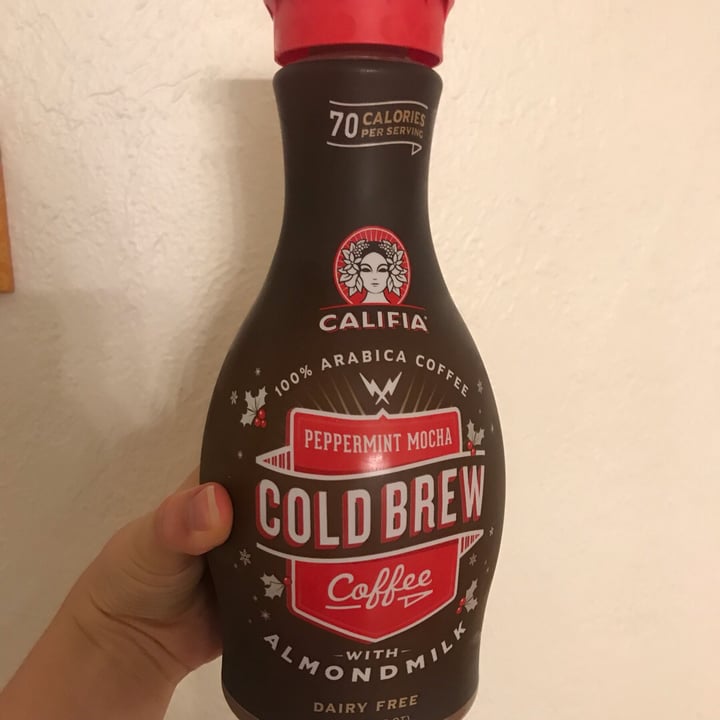 70 CALORIES
PER SERVING
CALIFIA
100% ARABICA COFFEE
PEPPERMINT MOCHA
COLD BREW
Coffee
-WITH-
ALMONDMILK
DAIRY FREE